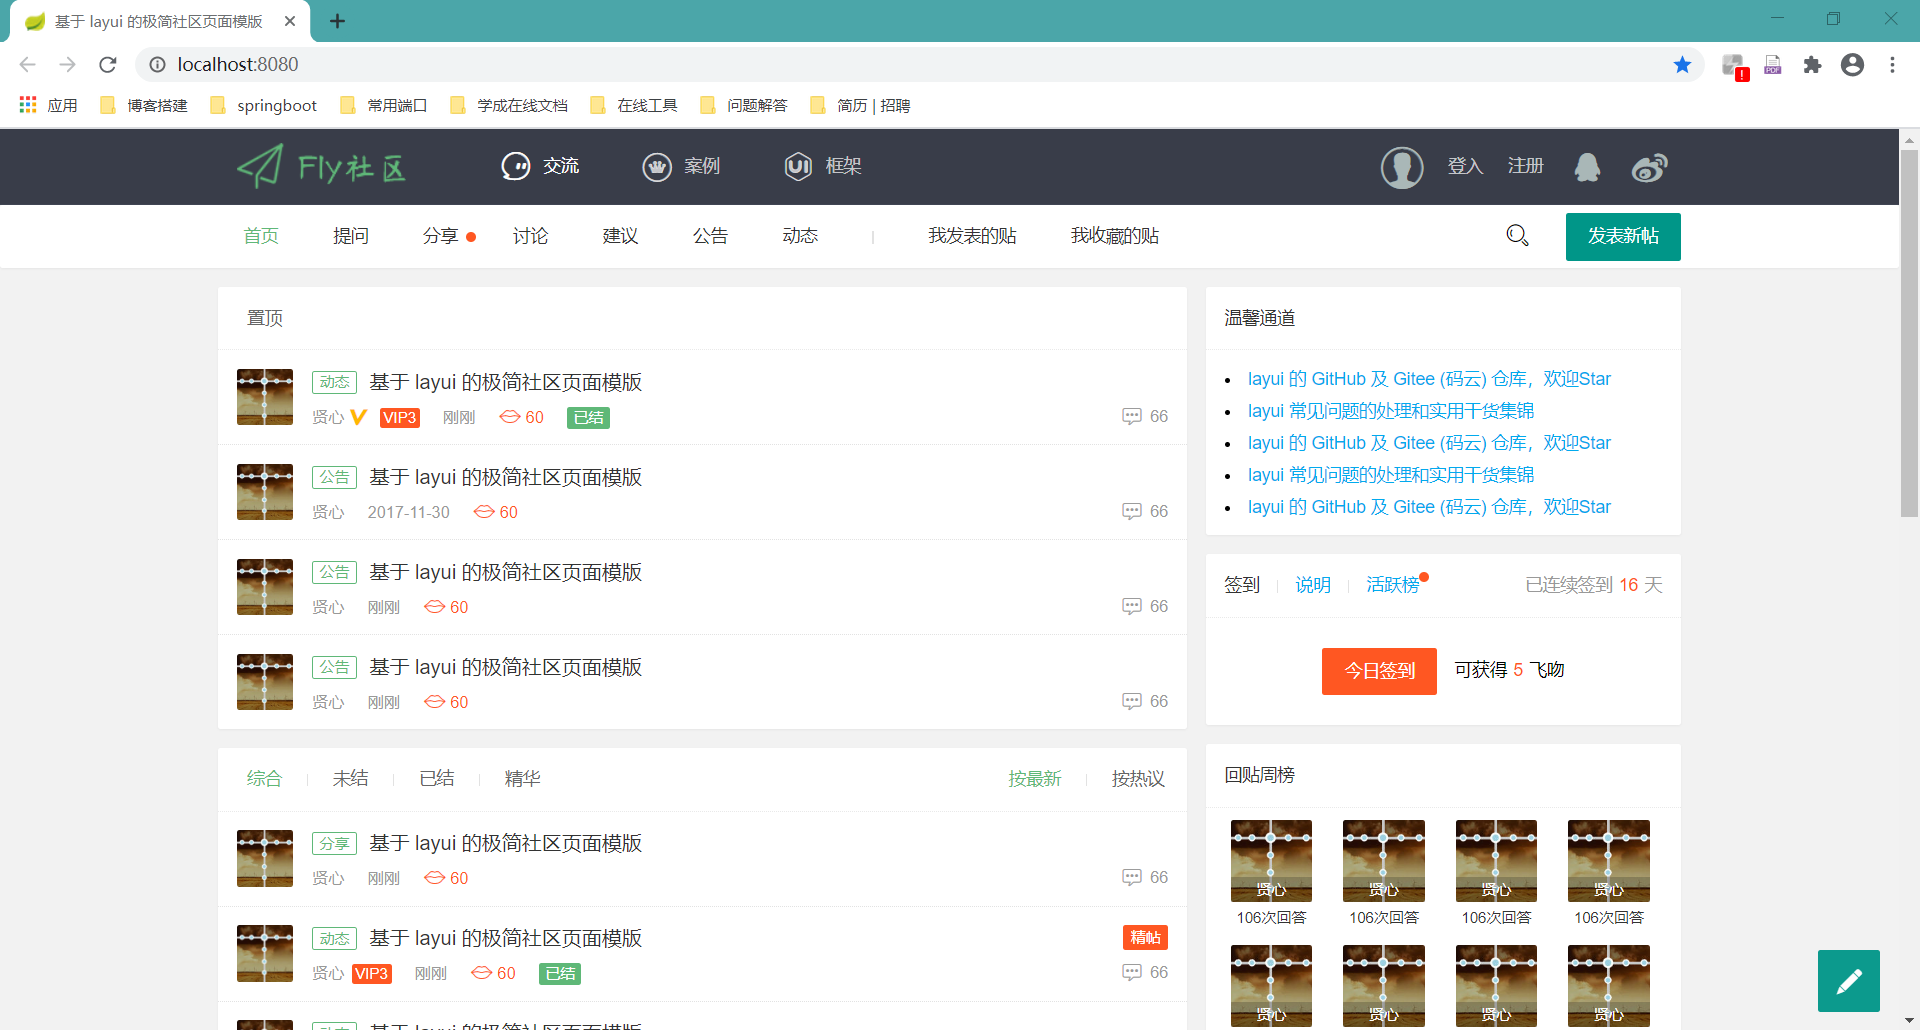 基于 layui 的极简社区页面模版
localhost:8080
应用 博客搭建 springboot 常用端口 学成在线文档 在线工具 问题解答 简历 | 招聘
Fly社区 交流 案例 UI 框架 登入 注册
首页 提问 分享 讨论 建议 公告 动态 我发表的贴 我收藏的贴 发表新帖
置顶
动态 基于 layui 的极简社区页面模版
贤心 VIP3 刚刚 60 已结 66
公告 基于 layui 的极简社区页面模版
贤心 2017-11-30 60 66
公告 基于 layui 的极简社区页面模版
贤心 刚刚 60 66
公告 基于 layui 的极简社区页面模版
贤心 刚刚 60 66
综合 未结 已结 精华 按最新 按热议
分享 基于 layui 的极简社区页面模版
贤心 刚刚 60 66
动态 基于 layui 的极简社区页面模版 精帖
贤心 VIP3 刚刚 60 已结 66
温馨通道
layui 的 GitHub 及 Gitee (码云) 仓库，欢迎Star
layui 常见问题的处理和实用干货集锦
layui 的 GitHub 及 Gitee (码云) 仓库，欢迎Star
layui 常见问题的处理和实用干货集锦
layui 的 GitHub 及 Gitee (码云) 仓库，欢迎Star
签到 说明 活跃榜 已连续签到 16 天
今日签到 可获得 5 飞吻
回贴周榜
贤心 贤心 贤心 贤心
106次回答 106次回答 106次回答 106次回答
贤心 贤心 贤心 贤心